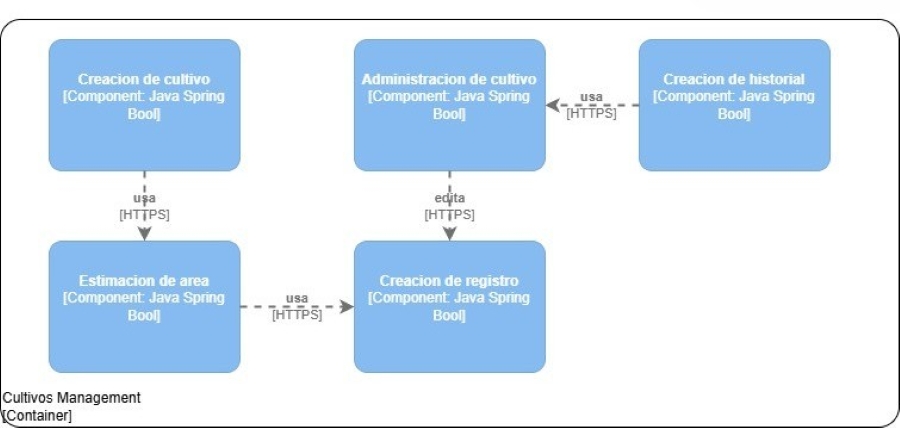 Creacion de cultivo
[Component: Java Spring
Bool]
Administracion de cultivo
[Component: Java Spring
Bool]
Creacion de historial
[Component: Java Spring
Bool]
usa
[HTTPS]
usa
[HTTPS]
edita
[HTTPS]
Estimacion de area
[Component: Java Spring
Bool]
usa
[HTTPS]
Creacion de registro
[Component: Java Spring
Bool]
Cultivos Management
[Container]